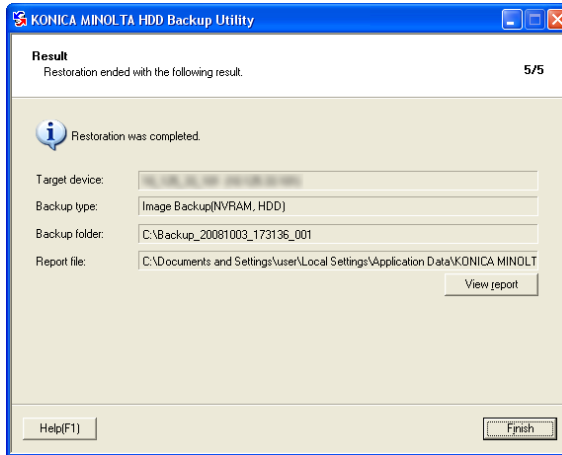 KONICA MINOLTA HDD Backup Utility
Result
Restoration ended with the following result.
5/5
Restoration was completed.
Target device:
Backup type: Image Backup(NVRAM, HDD)
Backup folder: C:\Backup_20081003_173136_001
Report file: C:\Documents and Settings\user\Local Settings\Application Data\KONICA MINOLT
View report
Help(F1)
Finish